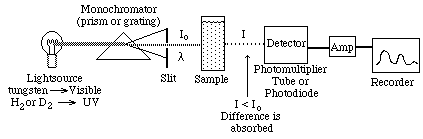 Monochromator
(prism or grating)
I₀
λ
I
Lightsource
tungsten → Visible
H₂ or D₂ → UV
Slit
Sample
Detector
Photomultiplier
Tube or
Photodiode
Amp
Recorder
I < I₀
Difference is
absorbed